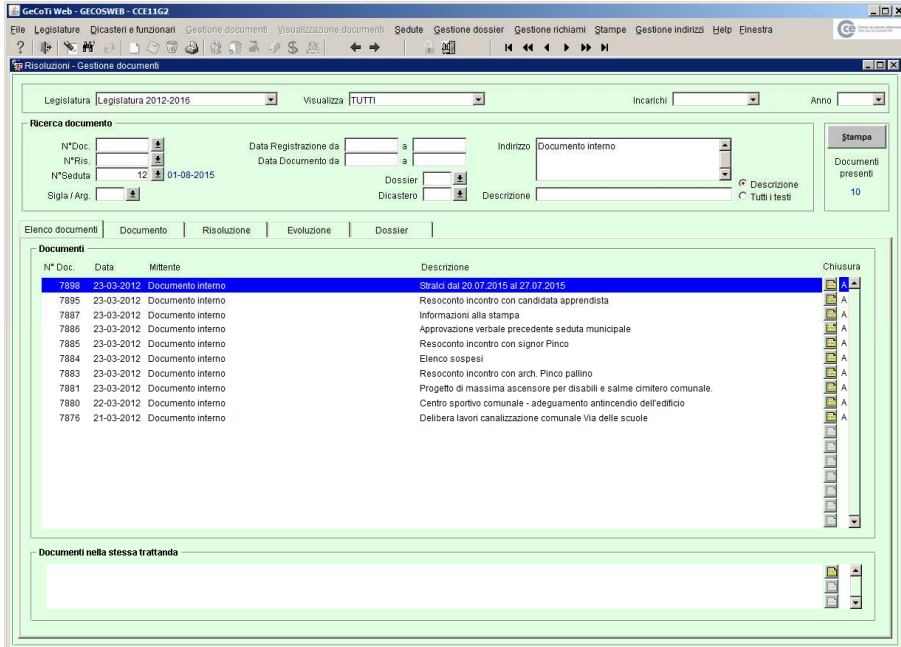 GeCoTi Web - GECOSWEB - CCE11G2
File Legislature Dicasteri e funzionari Gestione documenti Visualizzazione documenti Sedute Gestione dossier Gestione richiami Stampe Gestione indirizzi Help Finestra
Risoluzioni - Gestione documenti
Legislatura Legislatura 2012-2016 Visualizza TUTTI Incarichi Anno
Ricerca documento
N°Doc. Data Registrazione da a Indirizzo Documento interno Stampa
N°Ris. Data Documento da a Documenti presenti
N°Seduta 12 01-08-2015 Dossier Descrizione 10
Sigla / Arg. Dicastero Descrizione Tutti i testi
Elenco documenti Documento Risoluzione Evoluzione Dossier
Documenti
N° Doc. Data Mittente Descrizione Chiusura
7898 23-03-2012 Documento interno Stralci dal 20.07.2015 al 27.07.2015 A
7895 23-03-2012 Documento interno Resoconto incontro con candidata apprendista A
7887 23-03-2012 Documento interno Informazioni alla stampa A
7886 23-03-2012 Documento interno Approvazione verbale precedente seduta municipale A
7885 23-03-2012 Documento interno Resoconto incontro con signor Pinco A
7884 23-03-2012 Documento interno Elenco sospesi A
7883 23-03-2012 Documento interno Resoconto incontro con arch. Pinco pallino A
7881 23-03-2012 Documento interno Progetto di massima ascensore per disabili e salme cimitero comunale. A
7880 22-03-2012 Documento interno Centro sportivo comunale - adeguamento antincendio dell'edificio A
7876 21-03-2012 Documento interno Delibera lavori canalizzazione comunale Via delle scuole A
Documenti nella stessa trattanda